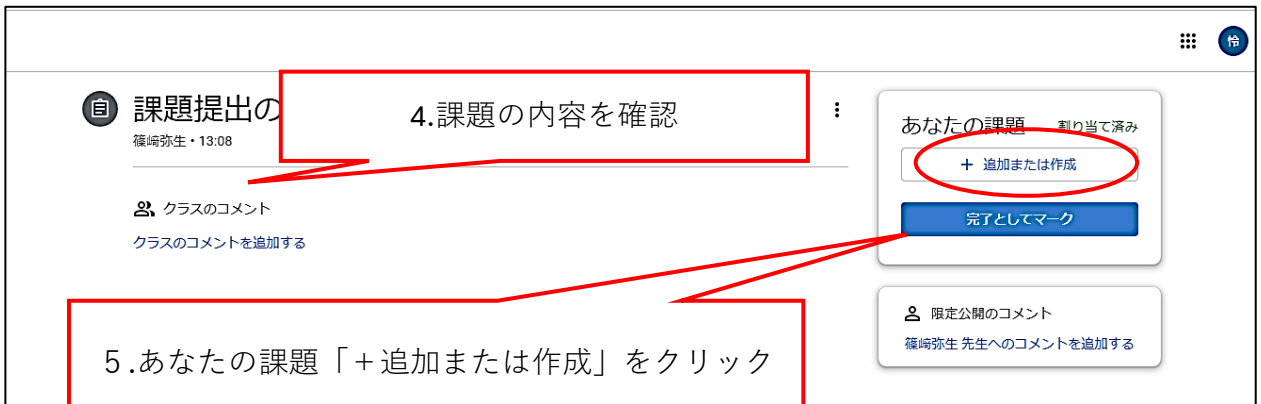 怜
課題提出の
4.課題の内容を確認
篠﨑弥生・13:08
あなたの課題 割り当て済み
+ 追加または作成
完了としてマーク
クラスのコメント
クラスのコメントを追加する
5.あなたの課題「+追加または作成」をクリック
限定公開のコメント
篠﨑弥生 先生へのコメントを追加する